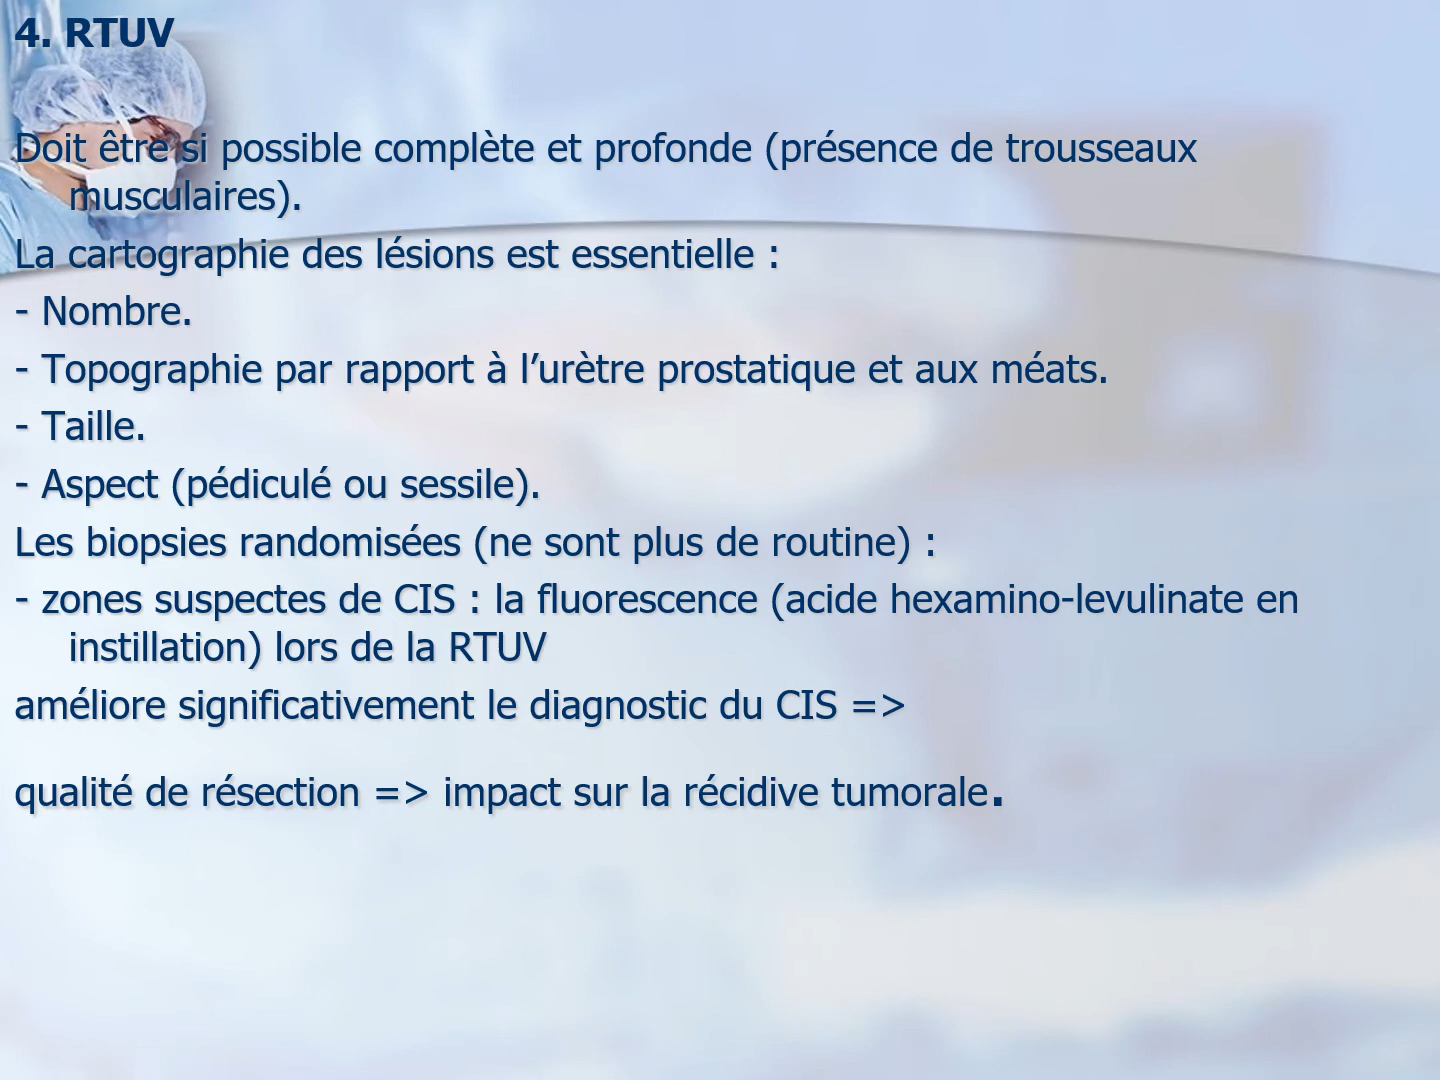 4. RTUV
Doit être si possible complète et profonde (présence de trousseaux
musculaires).
La cartographie des lésions est essentielle :
- Nombre.
- Topographie par rapport à l’urètre prostatique et aux méats.
- Taille.
- Aspect (pédiculé ou sessile).
Les biopsies randomisées (ne sont plus de routine) :
- zones suspectes de CIS : la fluorescence (acide hexamino-levulinate en
instillation) lors de la RTUV
améliore significativement le diagnostic du CIS =>
qualité de résection => impact sur la récidive tumorale.